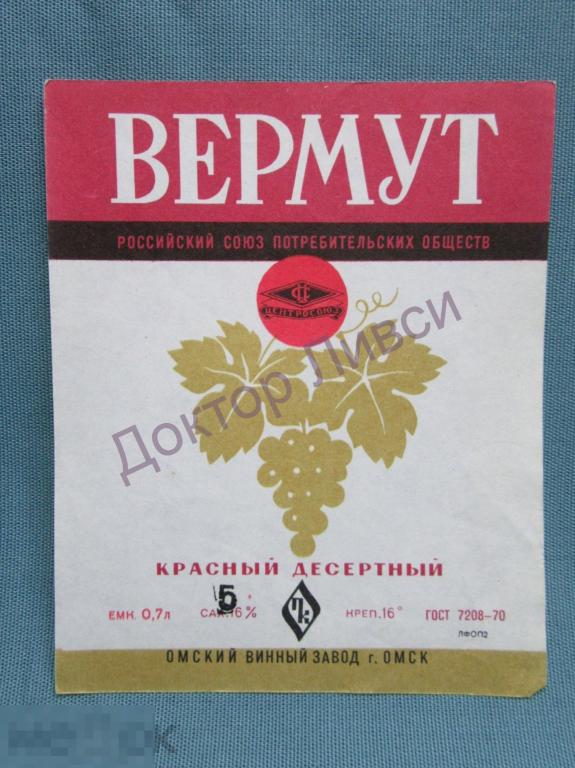 ВЕРМУТ
РОССИЙСКИЙ СОЮЗ ПОТРЕБИТЕЛЬСКИХ ОБЩЕСТВ
ЦЕНТРОСОЮЗ
Доктор Ливси
КРАСНЫЙ ДЕСЕРТНЫЙ
ЕМК. 0,7л САХ. 16% 5 КРЕП. 16° ГОСТ 7208-70
ЛФОП2
ОМСКИЙ ВИННЫЙ ЗАВОД г. ОМСК